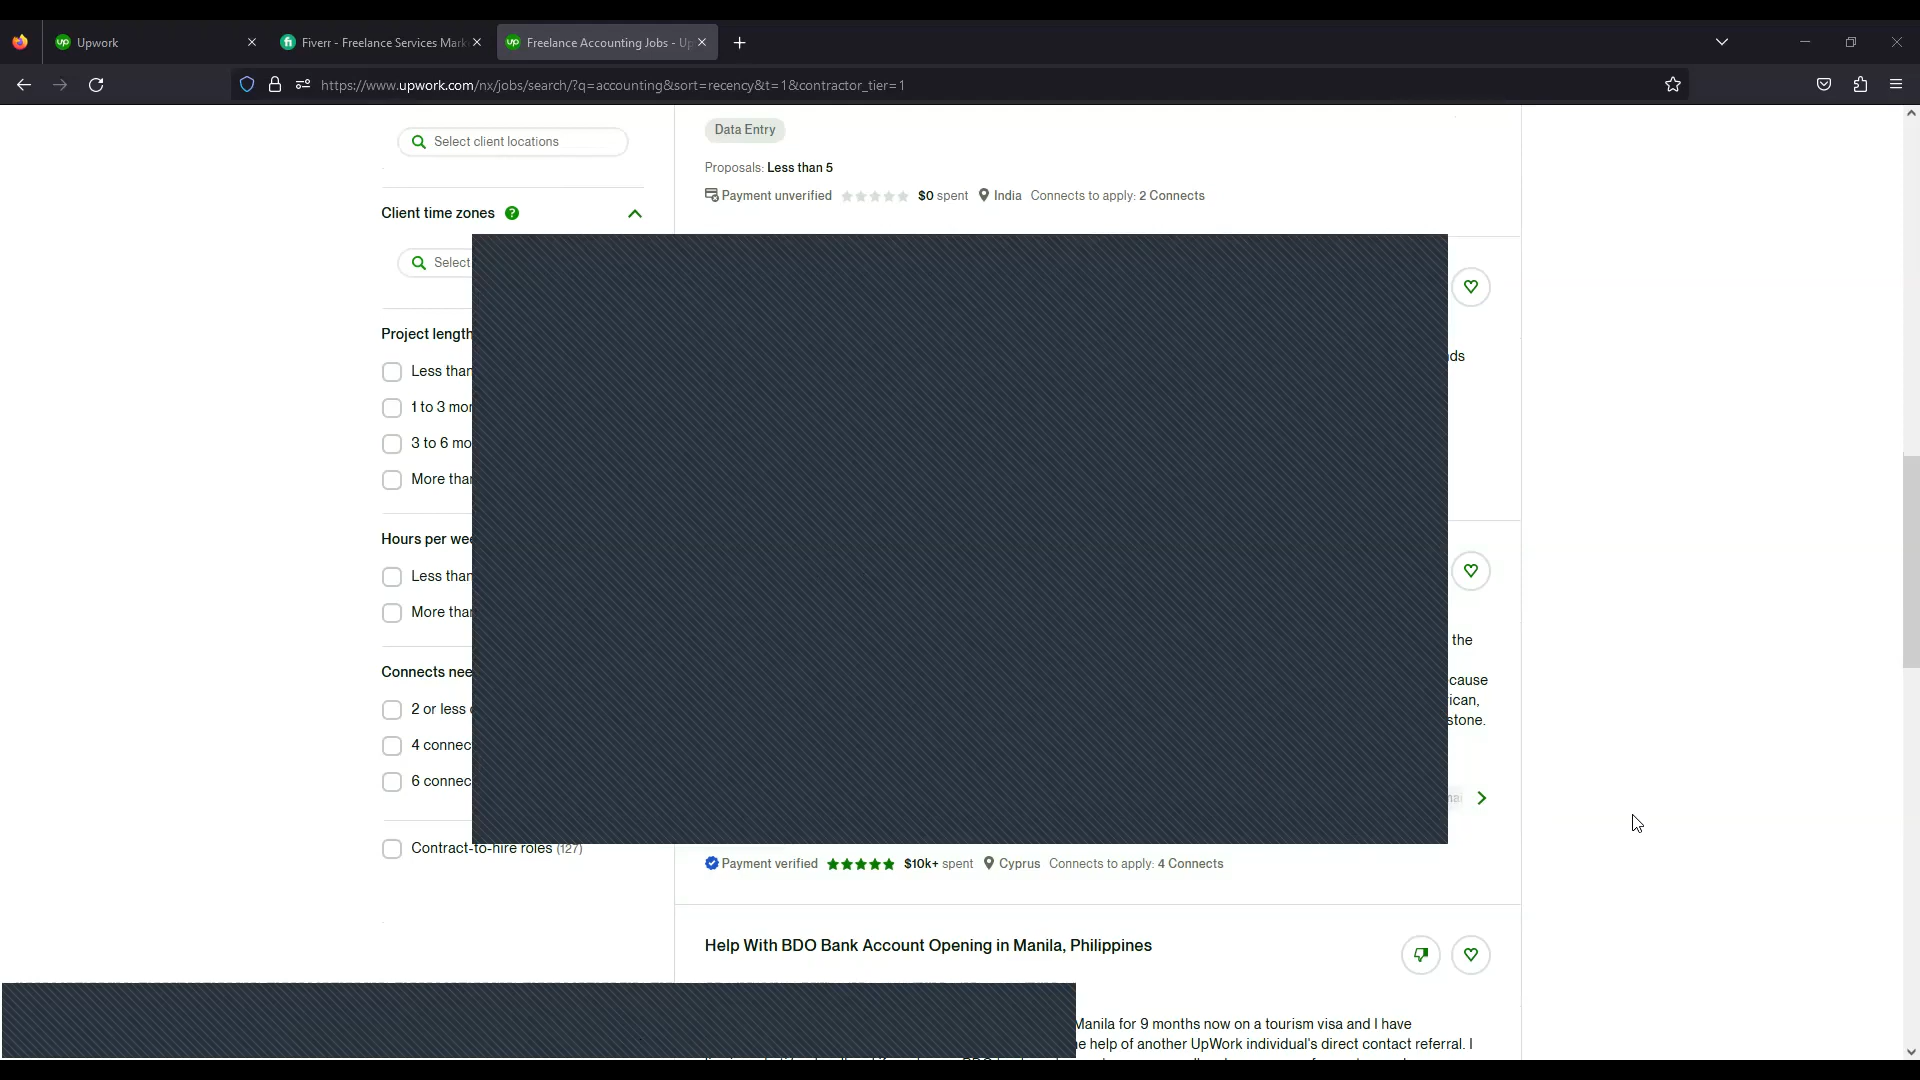 Upwork
Fiverr - Freelance Services Mark
Freelance Accounting Jobs - Up
https://www.upwork.com/nx/jobs/search/?q=accounting&sort=recency&t=1&contractor_tier=1
Select client locations
Client time zones
Select
Project length
Less than
1 to 3 mon
3 to 6 mo
More than
Hours per wee
Less than
More than
Connects nee
2 or less
4 connec
6 connec
Contract-to-hire roles (127)
Data Entry
Proposals: Less than 5
Payment unverified $0 spent India Connects to apply: 2 Connects
ds
the
cause
ican,
stone.
Payment verified $10k+ spent Cyprus Connects to apply: 4 Connects
Help With BDO Bank Account Opening in Manila, Philippines
Manila for 9 months now on a tourism visa and I have
e help of another UpWork individual's direct contact referral. I